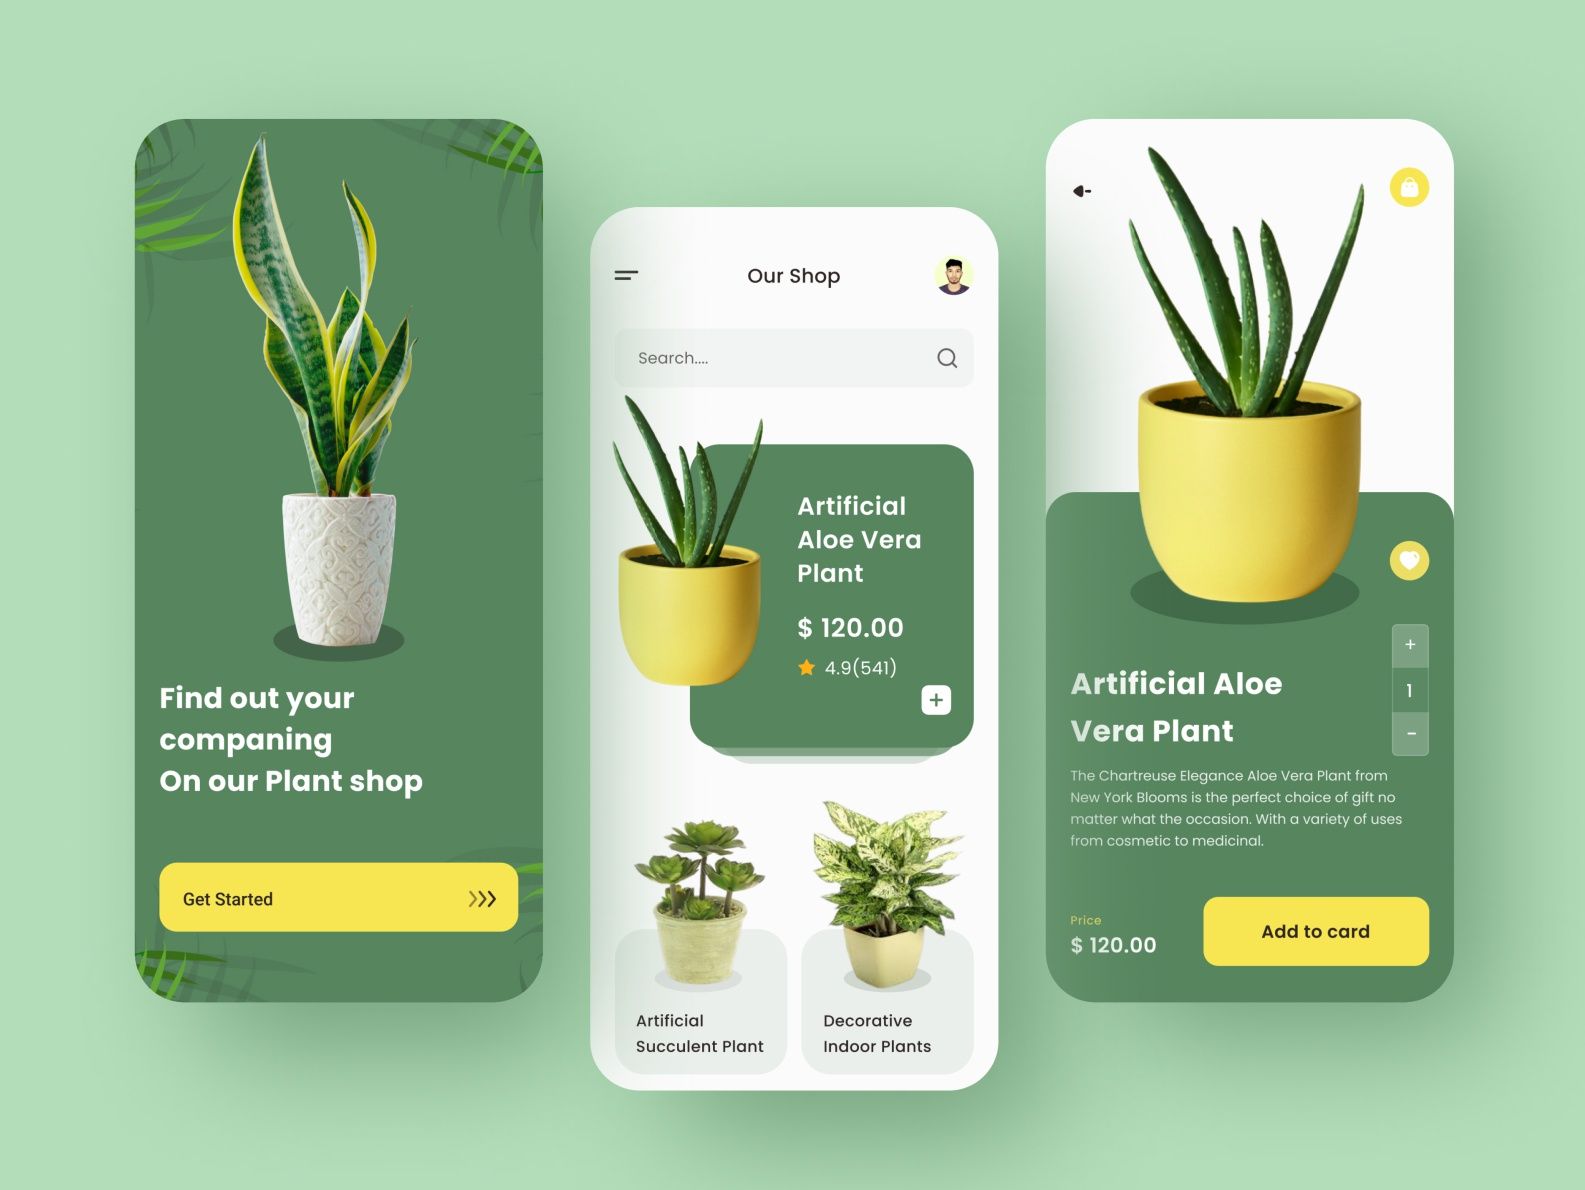 Find out your
companing
On our Plant shop
Get Started
Our Shop
Search....
Artificial
Aloe Vera
Plant
$ 120.00
4.9(541)
Artificial
Succulent Plant
Decorative
Indoor Plants
+
1
-
Artificial Aloe
Vera Plant
The Chartreuse Elegance Aloe Vera Plant from
New York Blooms is the perfect choice of gift no
matter what the occasion. With a variety of uses
from cosmetic to medicinal.
Price
$ 120.00
Add to card